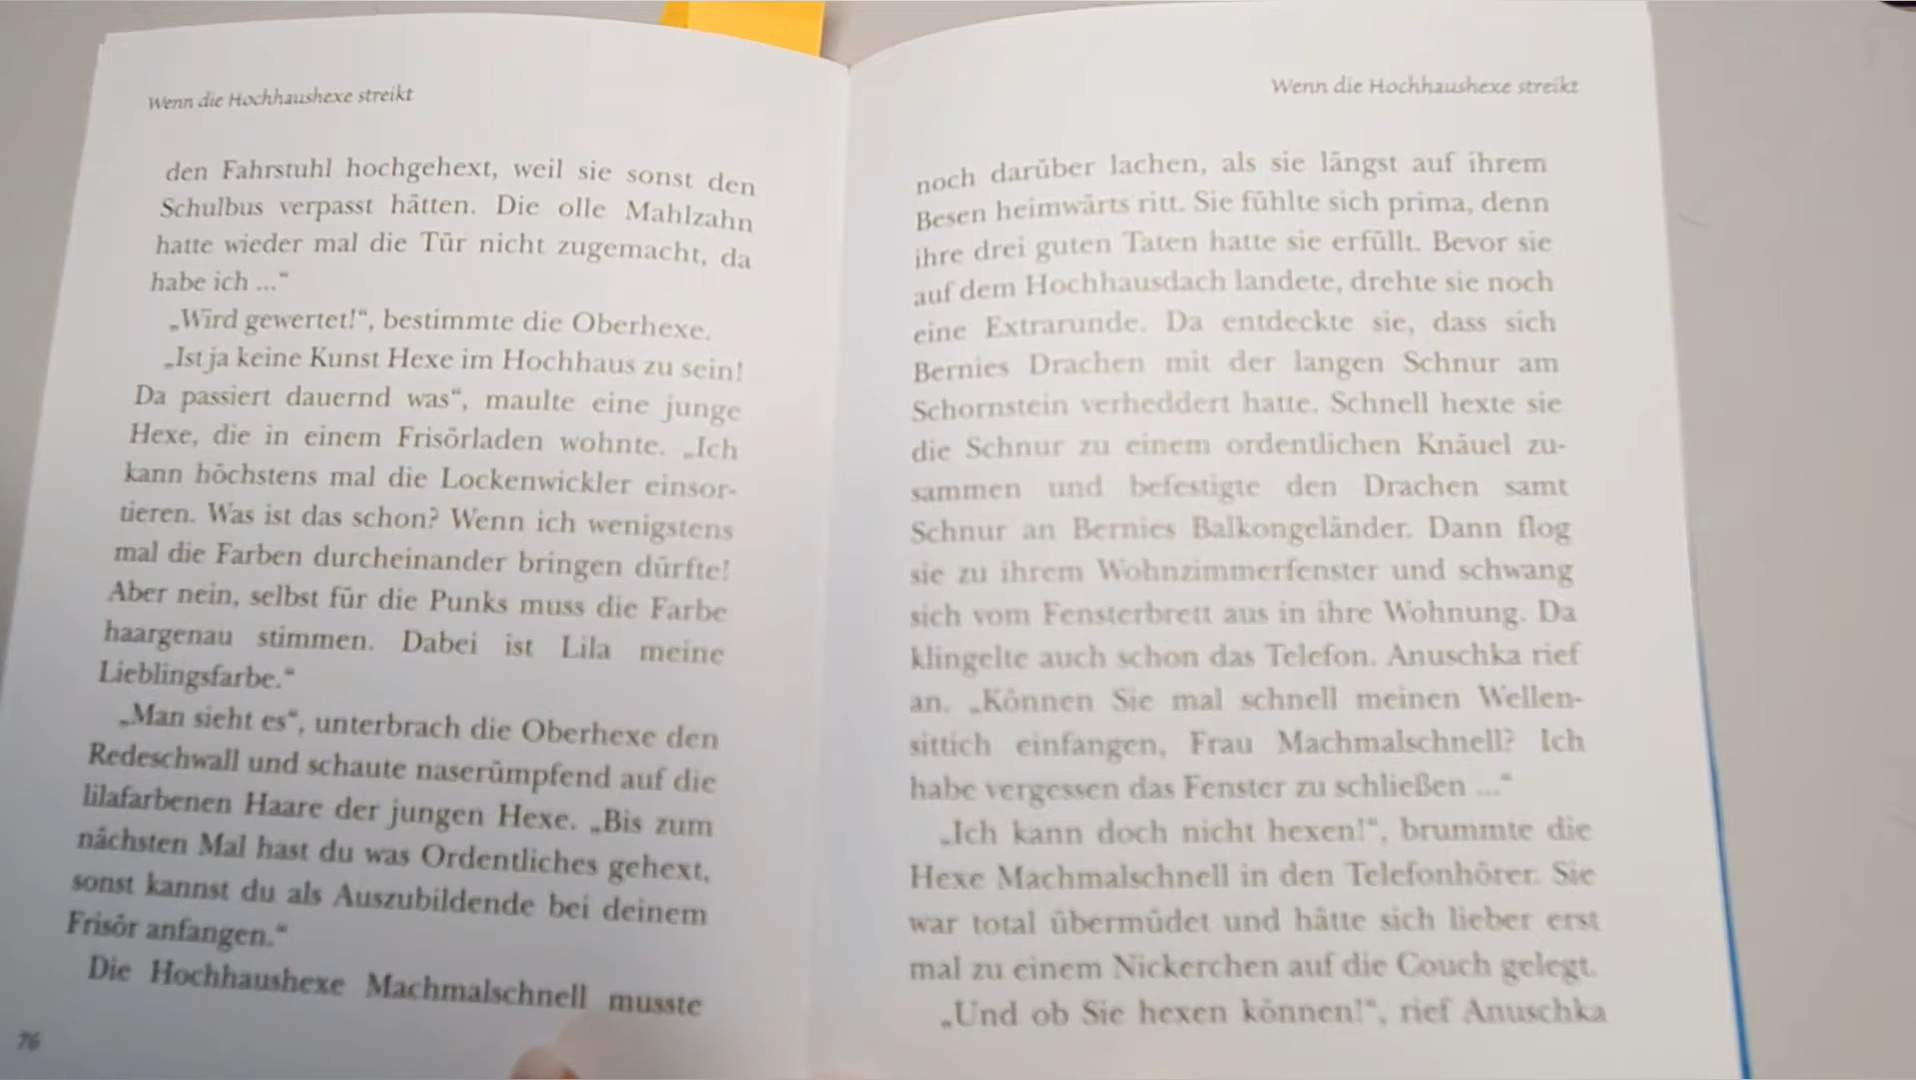 Wenn die Hochhaushexe streikt
den Fahrstuhl hochgehext, weil sie sonst den
Schulbus verpasst hätten. Die olle Mahlzahn
hatte wieder mal die Tür nicht zugemacht, da
habe ich ...“
„Wird gewertet!“, bestimmte die Oberhexe.
„Ist ja keine Kunst Hexe im Hochhaus zu sein!
Da passiert dauernd was“, maulte eine junge
Hexe, die in einem Frisörladen wohnte. „Ich
kann höchstens mal die Lockenwickler einsor-
tieren. Was ist das schon? Wenn ich wenigstens
mal die Farben durcheinander bringen dürfte!
Aber nein, selbst für die Punks muss die Farbe
haargenau stimmen. Dabei ist Lila meine
Lieblingsfarbe.“
„Man sieht es“, unterbrach die Oberhexe den
Redeschwall und schaute naserümpfend auf die
lilafarbenen Haare der jungen Hexe. „Bis zum
nächsten Mal hast du was Ordentliches gehext,
sonst kannst du als Auszubildende bei deinem
Frisör anfangen.“
Die Hochhaushexe Machmalschnell musste
76
Wenn die Hochhaushexe streikt
noch darüber lachen, als sie längst auf ihrem
Besen heimwärts ritt. Sie fühlte sich prima, denn
ihre drei guten Taten hatte sie erfüllt. Bevor sie
auf dem Hochhausdach landete, drehte sie noch
eine Extrarunde. Da entdeckte sie, dass sich
Bernies Drachen mit der langen Schnur am
Schornstein verheddert hatte. Schnell hexte sie
die Schnur zu einem ordentlichen Knäuel zu-
sammen und befestigte den Drachen samt
Schnur an Bernies Balkongeländer. Dann flog
sie zu ihrem Wohnzimmerfenster und schwang
sich vom Fensterbrett aus in ihre Wohnung. Da
klingelte auch schon das Telefon. Anuschka rief
an. „Können Sie mal schnell meinen Wellen-
sittich einfangen, Frau Machmalschnell? Ich
habe vergessen das Fenster zu schließen ...“
„Ich kann doch nicht hexen!“, brummte die
Hexe Machmalschnell in den Telefonhörer. Sie
war total übermüdet und hätte sich lieber erst
mal zu einem Nickerchen auf die Couch gelegt.
„Und ob Sie hexen können!“, rief Anuschka